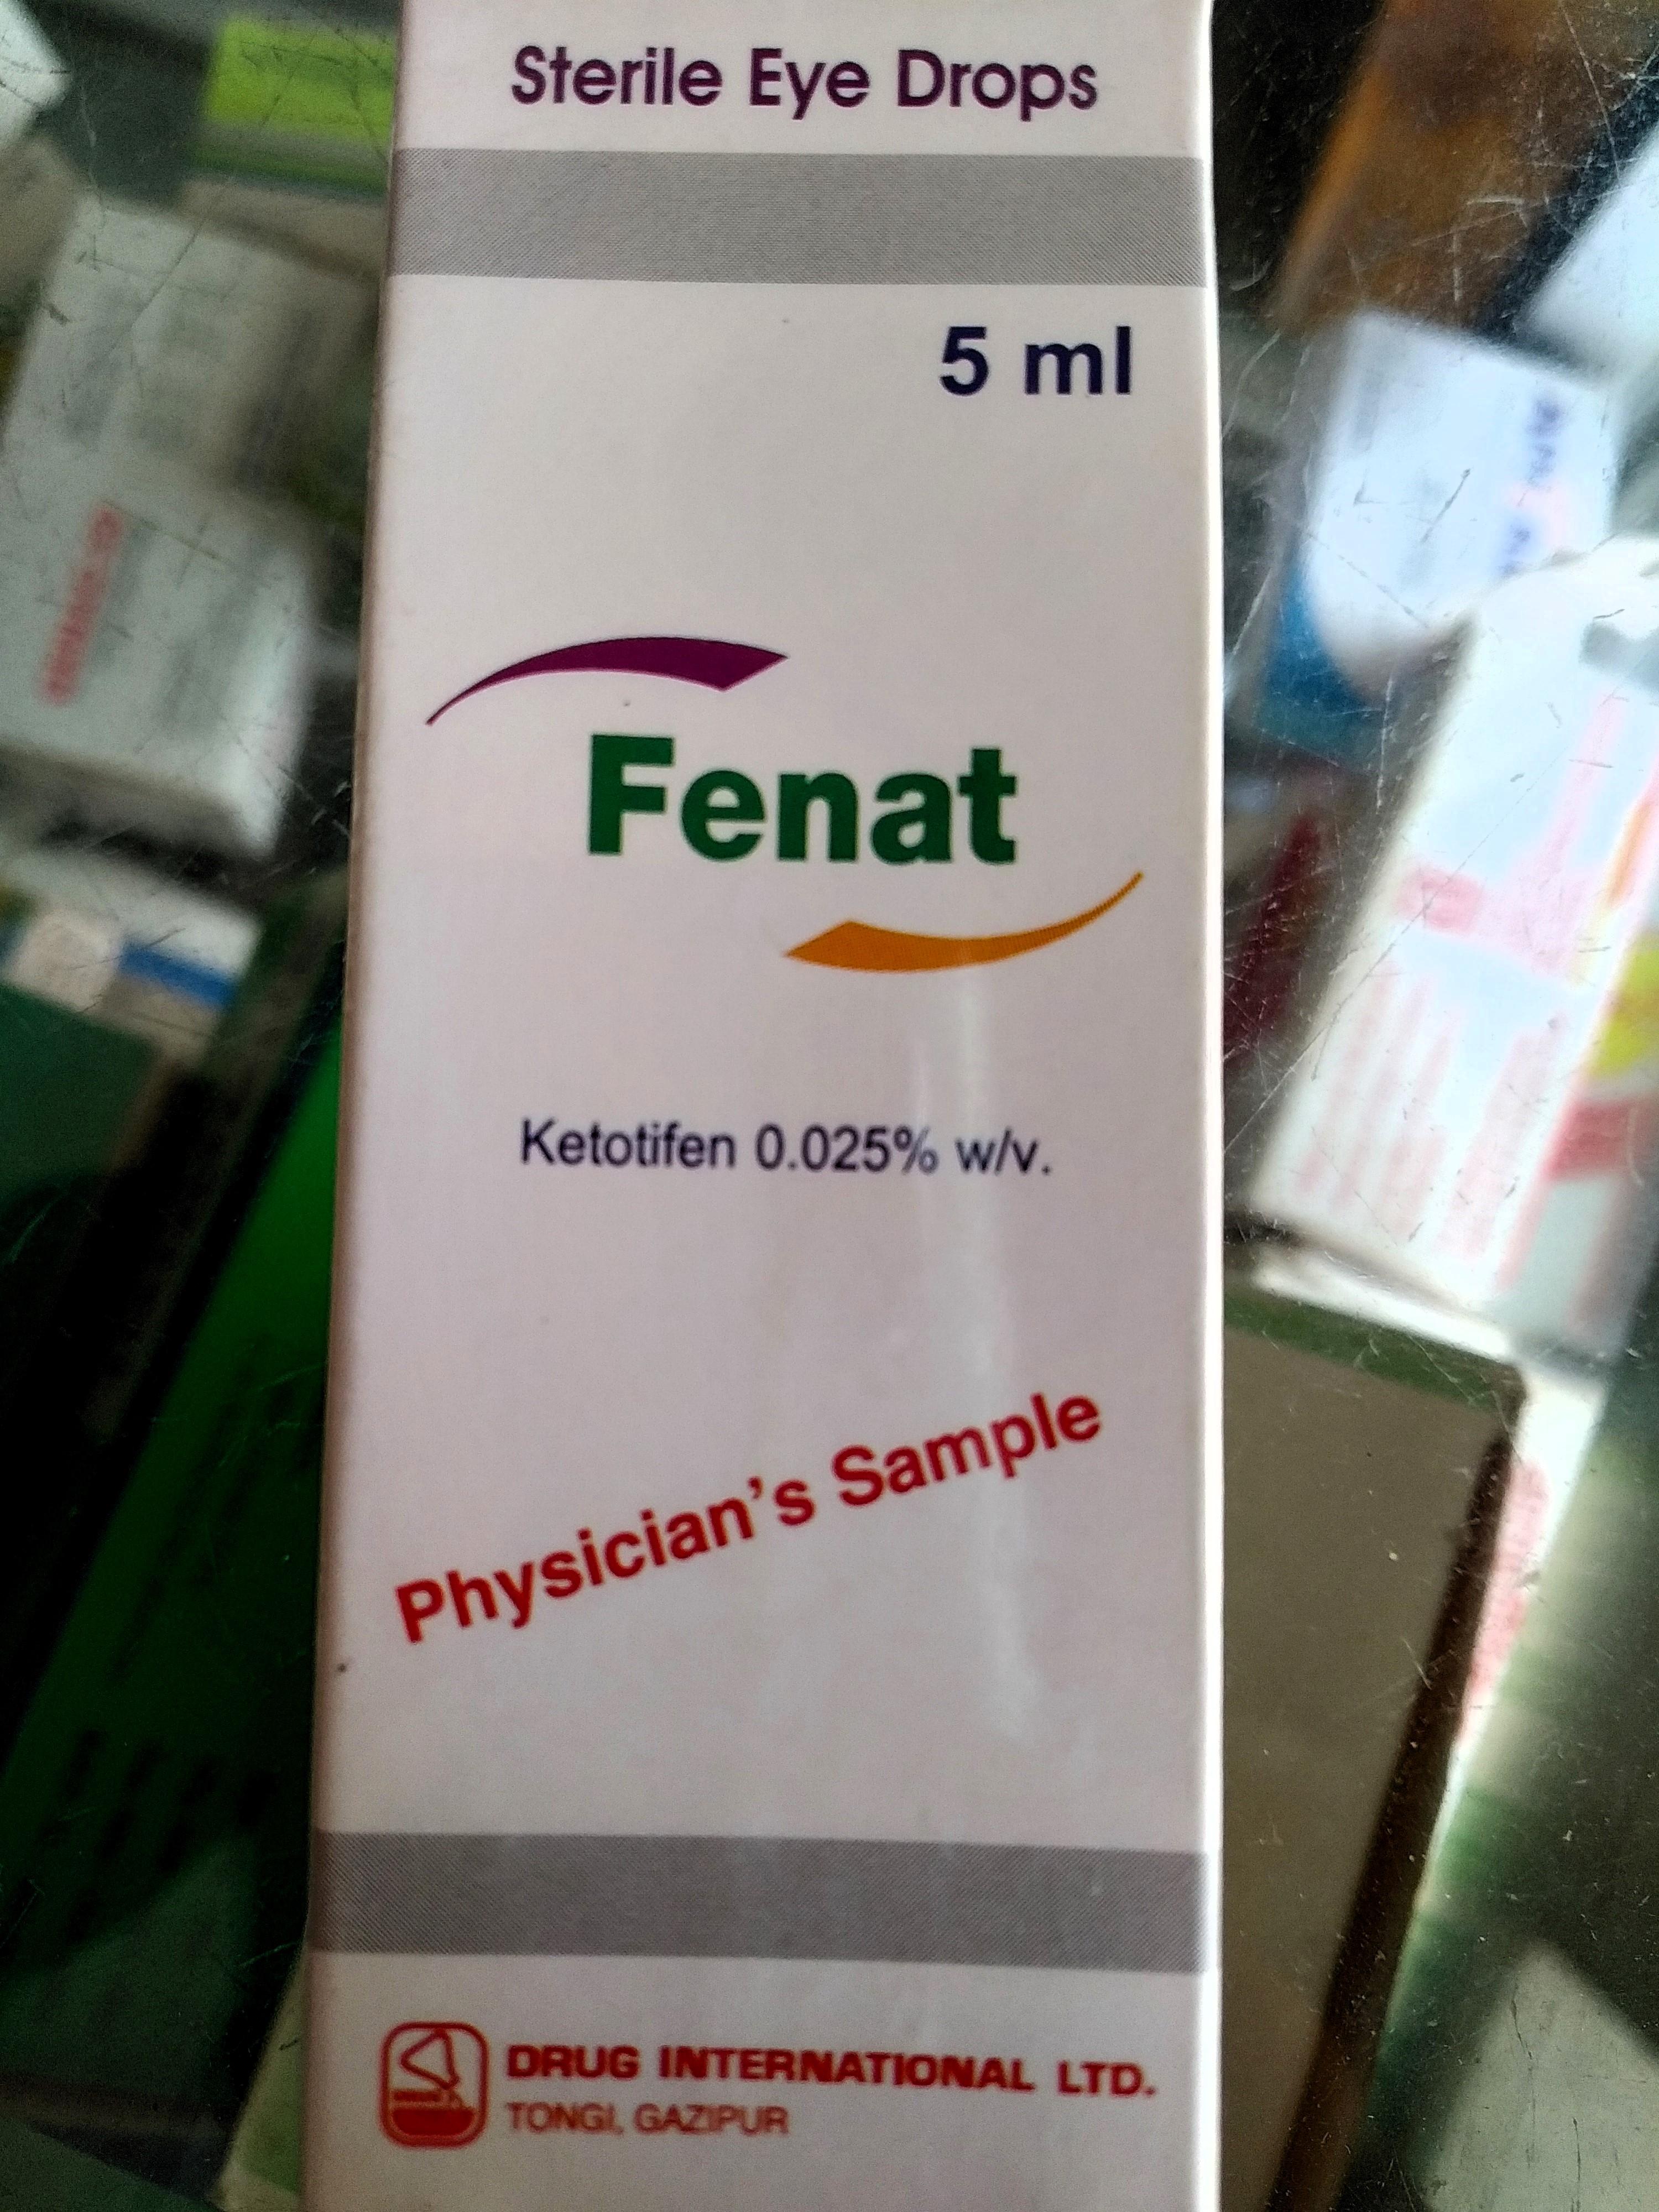 Sterile Eye Drops
5 ml
Fenat
Ketotifen 0.025% w/v.
Physician's Sample
DRUG INTERNATIONAL LTD.
TONGI, GAZIPUR